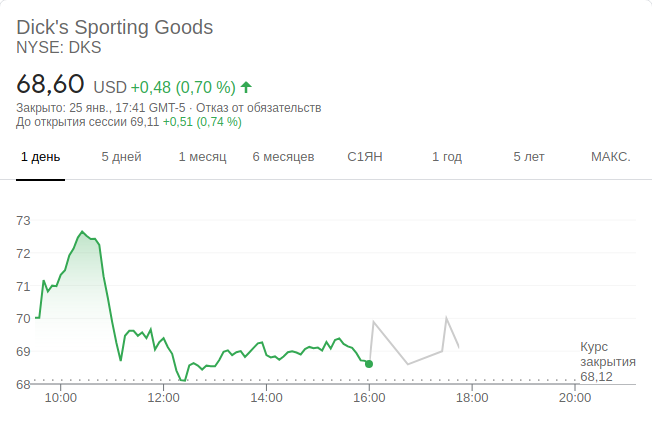 Dick's Sporting Goods
NYSE: DKS
68,60 USD +0,48 (0,70 %)
Закрыто: 25 янв., 17:41 GMT-5 · Отказ от обязательств
До открытия сессии 69,11 +0,51 (0,74 %)
1 день 5 дней 1 месяц 6 месяцев С1ЯН 1 год 5 лет МАКС.
73
72
71
70
69
68
Курс
закрытия
68,12
10:00 12:00 14:00 16:00 18:00 20:00